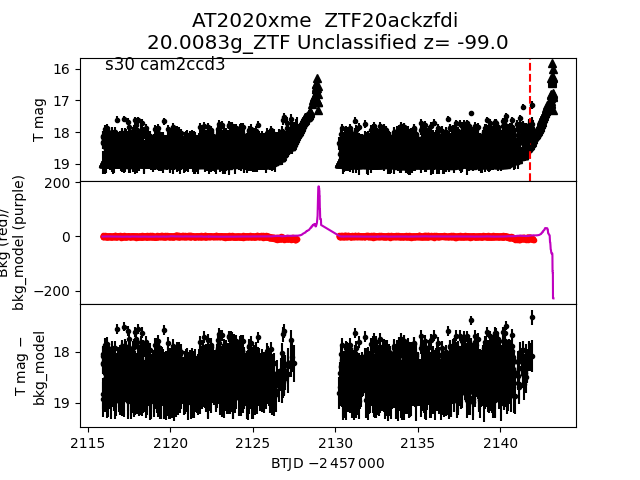 AT2020xme  ZTF20ackzfdi
20.0083g_ZTF Unclassified z= -99.0
s30 cam2ccd3
T mag
16
17
18
19
Bkg (red)/
bkg_model (purple)
200
0
−200
T mag −
bkg_model
18
19
2115 2120 2125 2130 2135 2140
BTJD −2 457 000